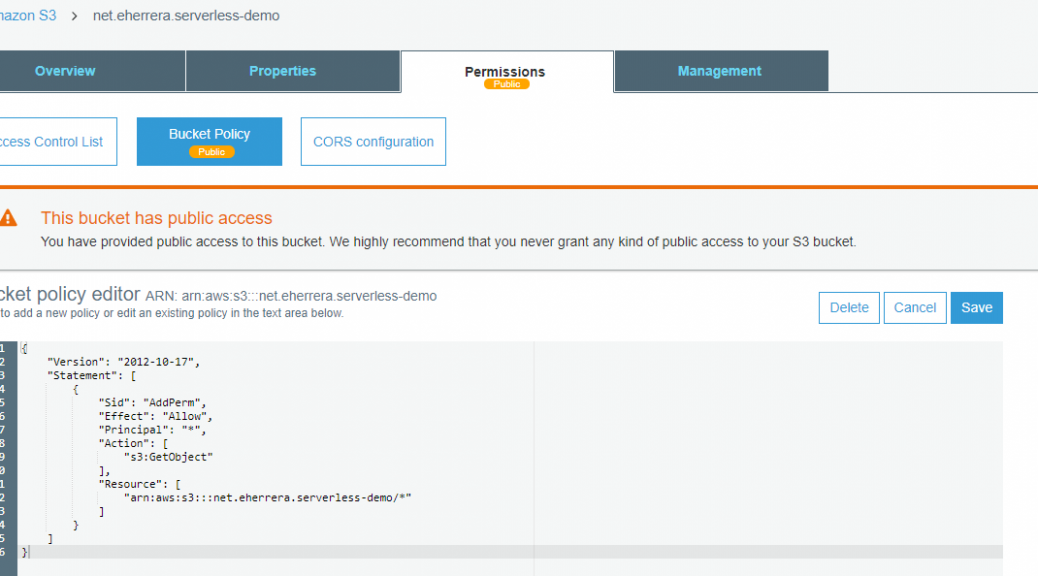 mazon S3 > net.eherrera.serverless-demo
Overview Properties Permissions Management
Public
ccess Control List Bucket Policy CORS configuration
Public
This bucket has public access
You have provided public access to this bucket. We highly recommend that you never grant any kind of public access to your S3 bucket.
cket policy editor ARN: arn:aws:s3:::net.eherrera.serverless-demo
to add a new policy or edit an existing policy in the text area below.
Delete Cancel Save
1 {
2 "Version": "2012-10-17",
3 "Statement": [
4 {
5 "Sid": "AddPerm",
6 "Effect": "Allow",
7 "Principal": "*",
8 "Action": [
9 "s3:GetObject"
0 ],
1 "Resource": [
2 "arn:aws:s3:::net.eherrera.serverless-demo/*"
3 ]
4 }
5 ]
6 }